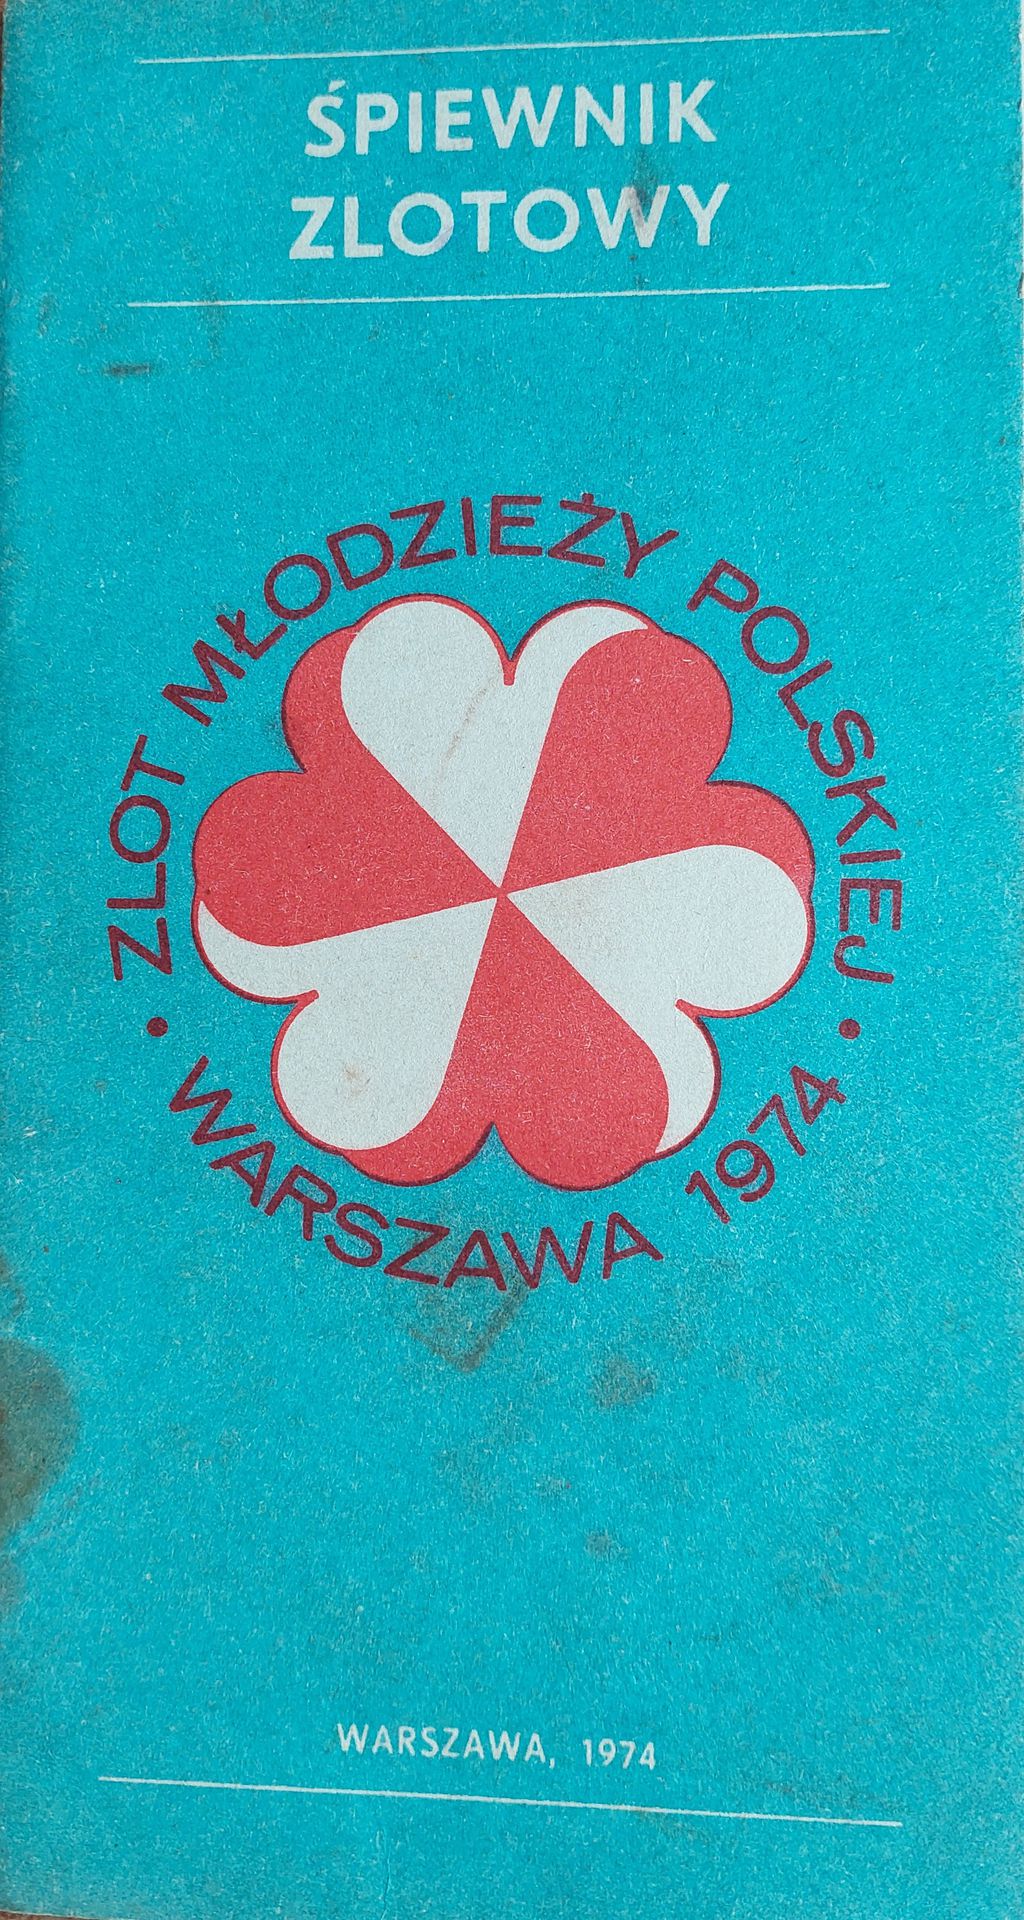 ŚPIEWNIK
ZLOTOWY
ZLOT MŁODZIEŻY POLSKIEJ
• WARSZAWA 1974 •
WARSZAWA, 1974